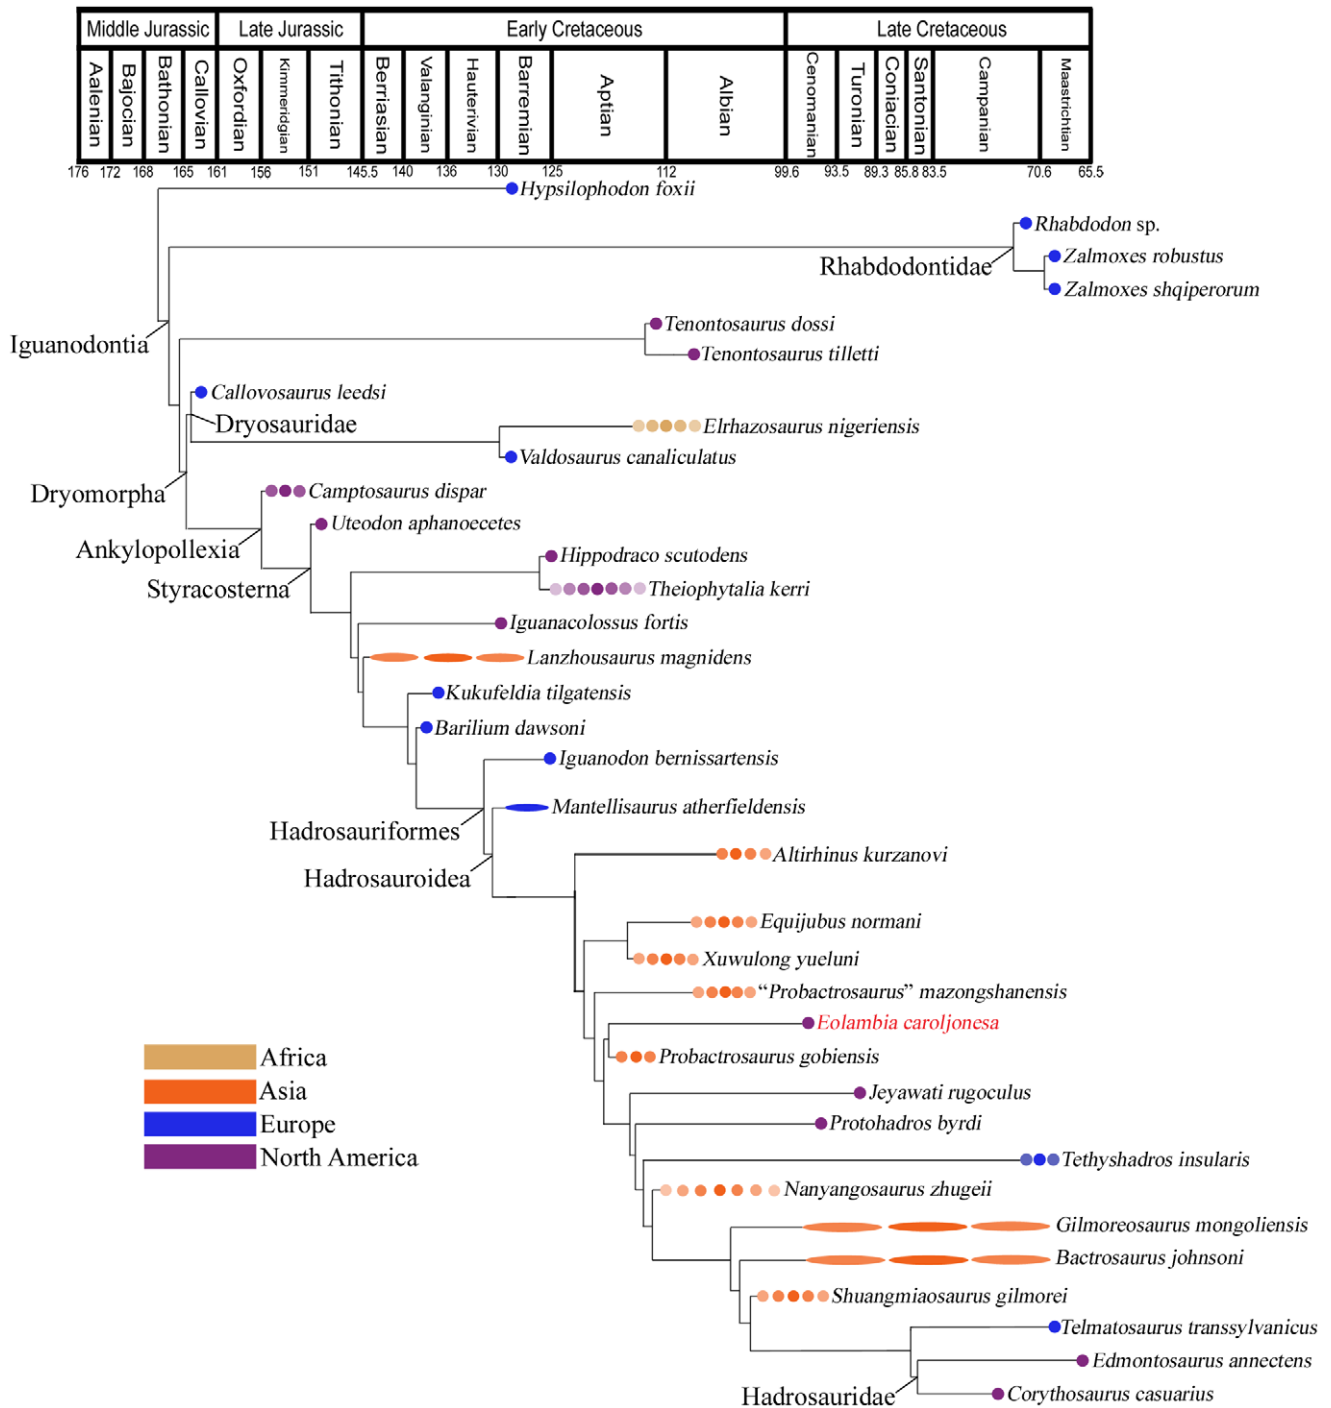 Middle Jurassic Late Jurassic Early Cretaceous Late Cretaceous
Aalenian Bajocian Bathonian Callovian Oxfordian Kimmeridgian Tithonian Berriasian Valanginian Hauterivian Barremian Aptian Albian Cenomanian Turonian Coniacian Santonian Campanian Maastrichtian
176 172 168 165 161 156 151 145.5 140 136 130 125 112 99.6 93.5 89.3 85.8 83.5 70.6 65.5
Hypsilophodon foxii
Rhabdodon sp.
Zalmoxes robustus
Rhabdodontidae
Zalmoxes shqiperorum
Tenontosaurus dossi
Iguanodontia
Tenontosaurus tilletti
Callovosaurus leedsi
Dryosauridae
Elrhazosaurus nigeriensis
Valdosaurus canaliculatus
Dryomorpha
Camptosaurus dispar
Uteodon aphanoecetes
Ankylopollexia
Hippodraco scutodens
Styracosterna
Theiophytalia kerri
Iguanacolossus fortis
Lanzhousaurus magnidens
Kukufeldia tilgatensis
Barilium dawsoni
Iguanodon bernissartensis
Mantellisaurus atherfieldensis
Hadrosauriformes
Altirhinus kurzanovi
Hadrosauroidea
Equijubus normani
Xuwulong yueluni
“Probactrosaurus” mazongshanensis
Eolambia caroljonesa
Probactrosaurus gobiensis
Africa
Asia
Jeyawati rugoculus
Europe
Protohadros byrdi
North America
Tethyshadros insularis
Nanyangosaurus zhugeii
Gilmoreosaurus mongoliensis
Bactrosaurus johnsoni
Shuangmiaosaurus gilmorei
Telmatosaurus transsylvanicus
Edmontosaurus annectens
Hadrosauridae
Corythosaurus casuarius